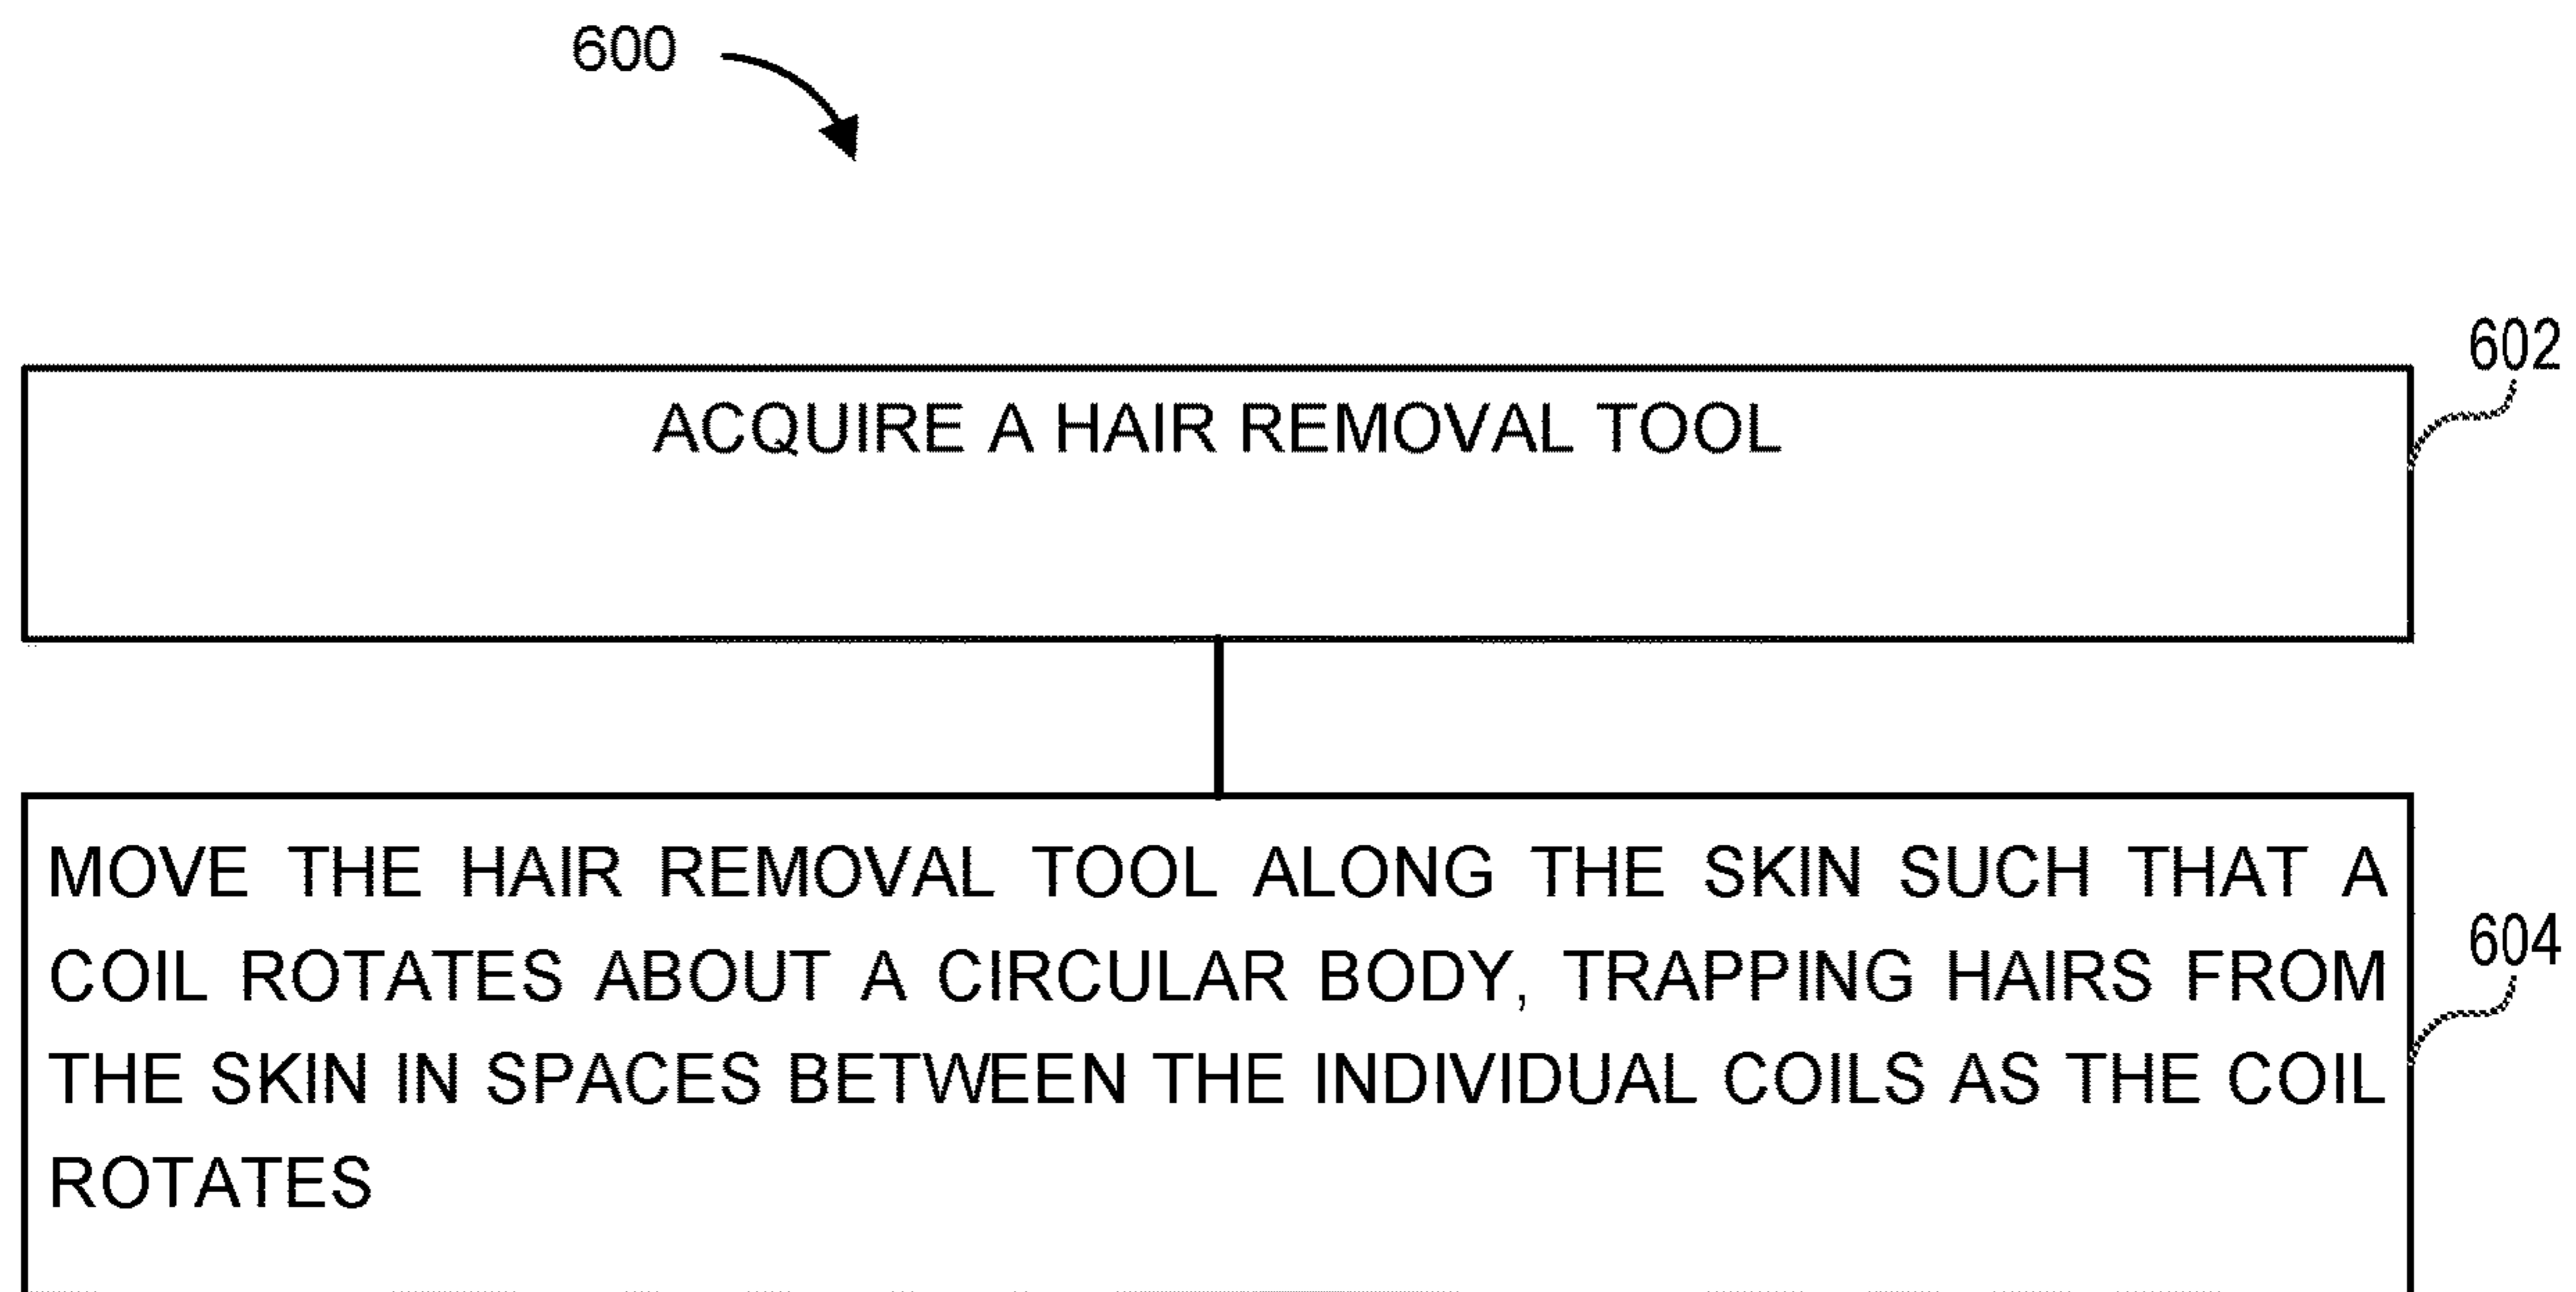 600
602
ACQUIRE A HAIR REMOVAL TOOL
MOVE THE HAIR REMOVAL TOOL ALONG THE SKIN SUCH THAT A
COIL ROTATES ABOUT A CIRCULAR BODY, TRAPPING HAIRS FROM
604
THE SKIN IN SPACES BETWEEN THE INDIVIDUAL COILS AS THE COIL
ROTATES